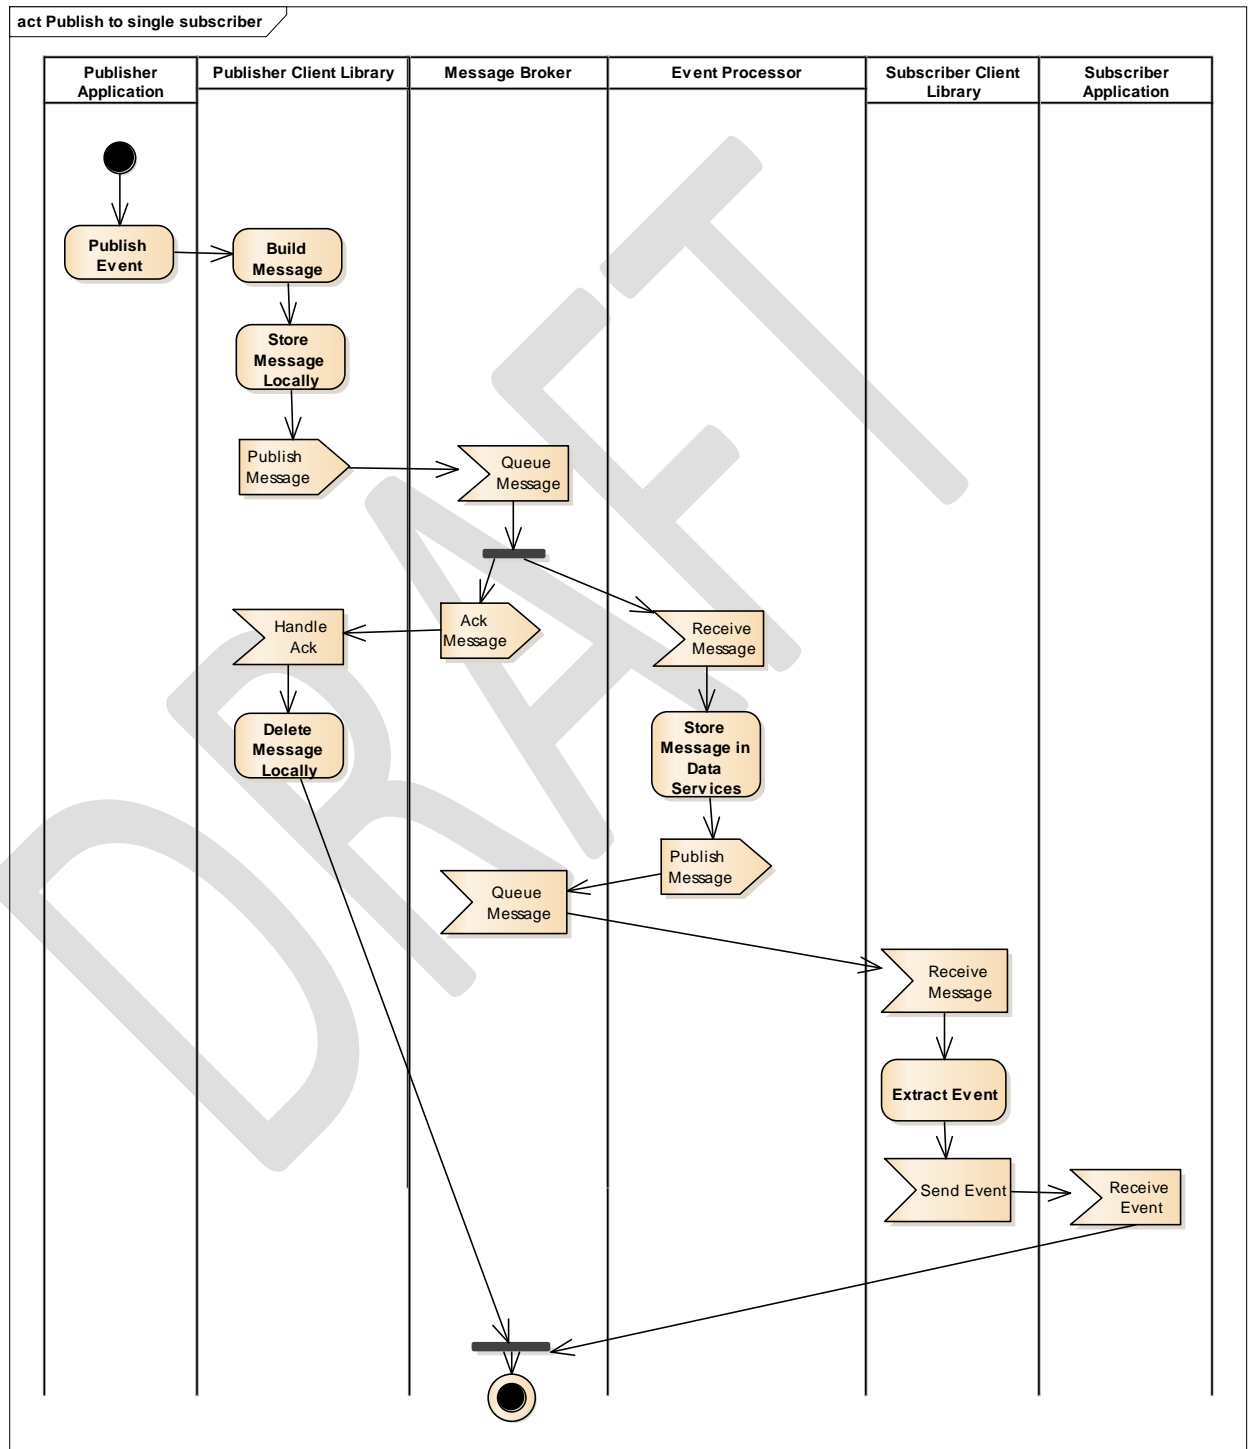 act Publish to single subscriber
Publisher
Application
Publisher Client Library
Message Broker
Event Processor
Subscriber Client
Library
Subscriber
Application
Publish
Event
Build
Message
Store
Message
Locally
Publish
Message
Queue
Message
Ack
Message
Handle
Ack
Receive
Message
Delete
Message
Locally
Store
Message in
Data
Services
Publish
Message
Queue
Message
Receive
Message
Extract Event
Send Event
Receive
Event
DRAFT